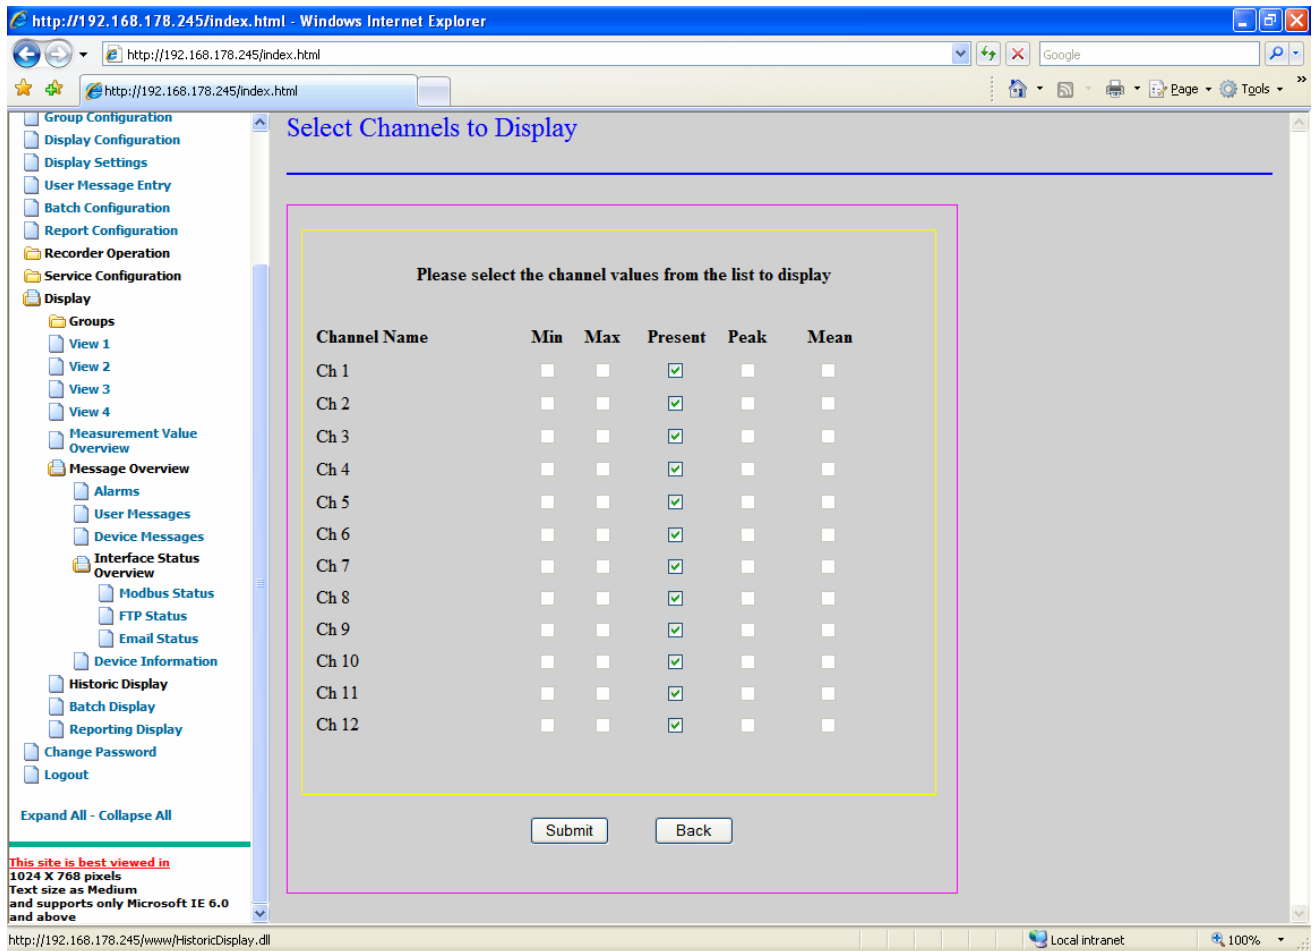 http://192.168.178.245/index.html - Windows Internet Explorer
http://192.168.178.245/index.html
Google
http://192.168.178.245/index.html
Page
Tools
»
Group Configuration
Display Configuration
Display Settings
User Message Entry
Batch Configuration
Report Configuration
Recorder Operation
Service Configuration
Display
Groups
View 1
View 2
View 3
View 4
Measurement Value
Overview
Message Overview
Alarms
User Messages
Device Messages
Interface Status
Overview
Modbus Status
FTP Status
Email Status
Device Information
Historic Display
Batch Display
Reporting Display
Change Password
Logout
Expand All - Collapse All
This site is best viewed in
1024 X 768 pixels
Text size as Medium
and supports only Microsoft IE 6.0
and above
Select Channels to Display
Please select the channel values from the list to display
Channel Name Min Max Present Peak Mean
Ch 1
Ch 2
Ch 3
Ch 4
Ch 5
Ch 6
Ch 7
Ch 8
Ch 9
Ch 10
Ch 11
Ch 12
Submit Back
http://192.168.178.245/www/HistoricDisplay.dll
Local intranet
100%